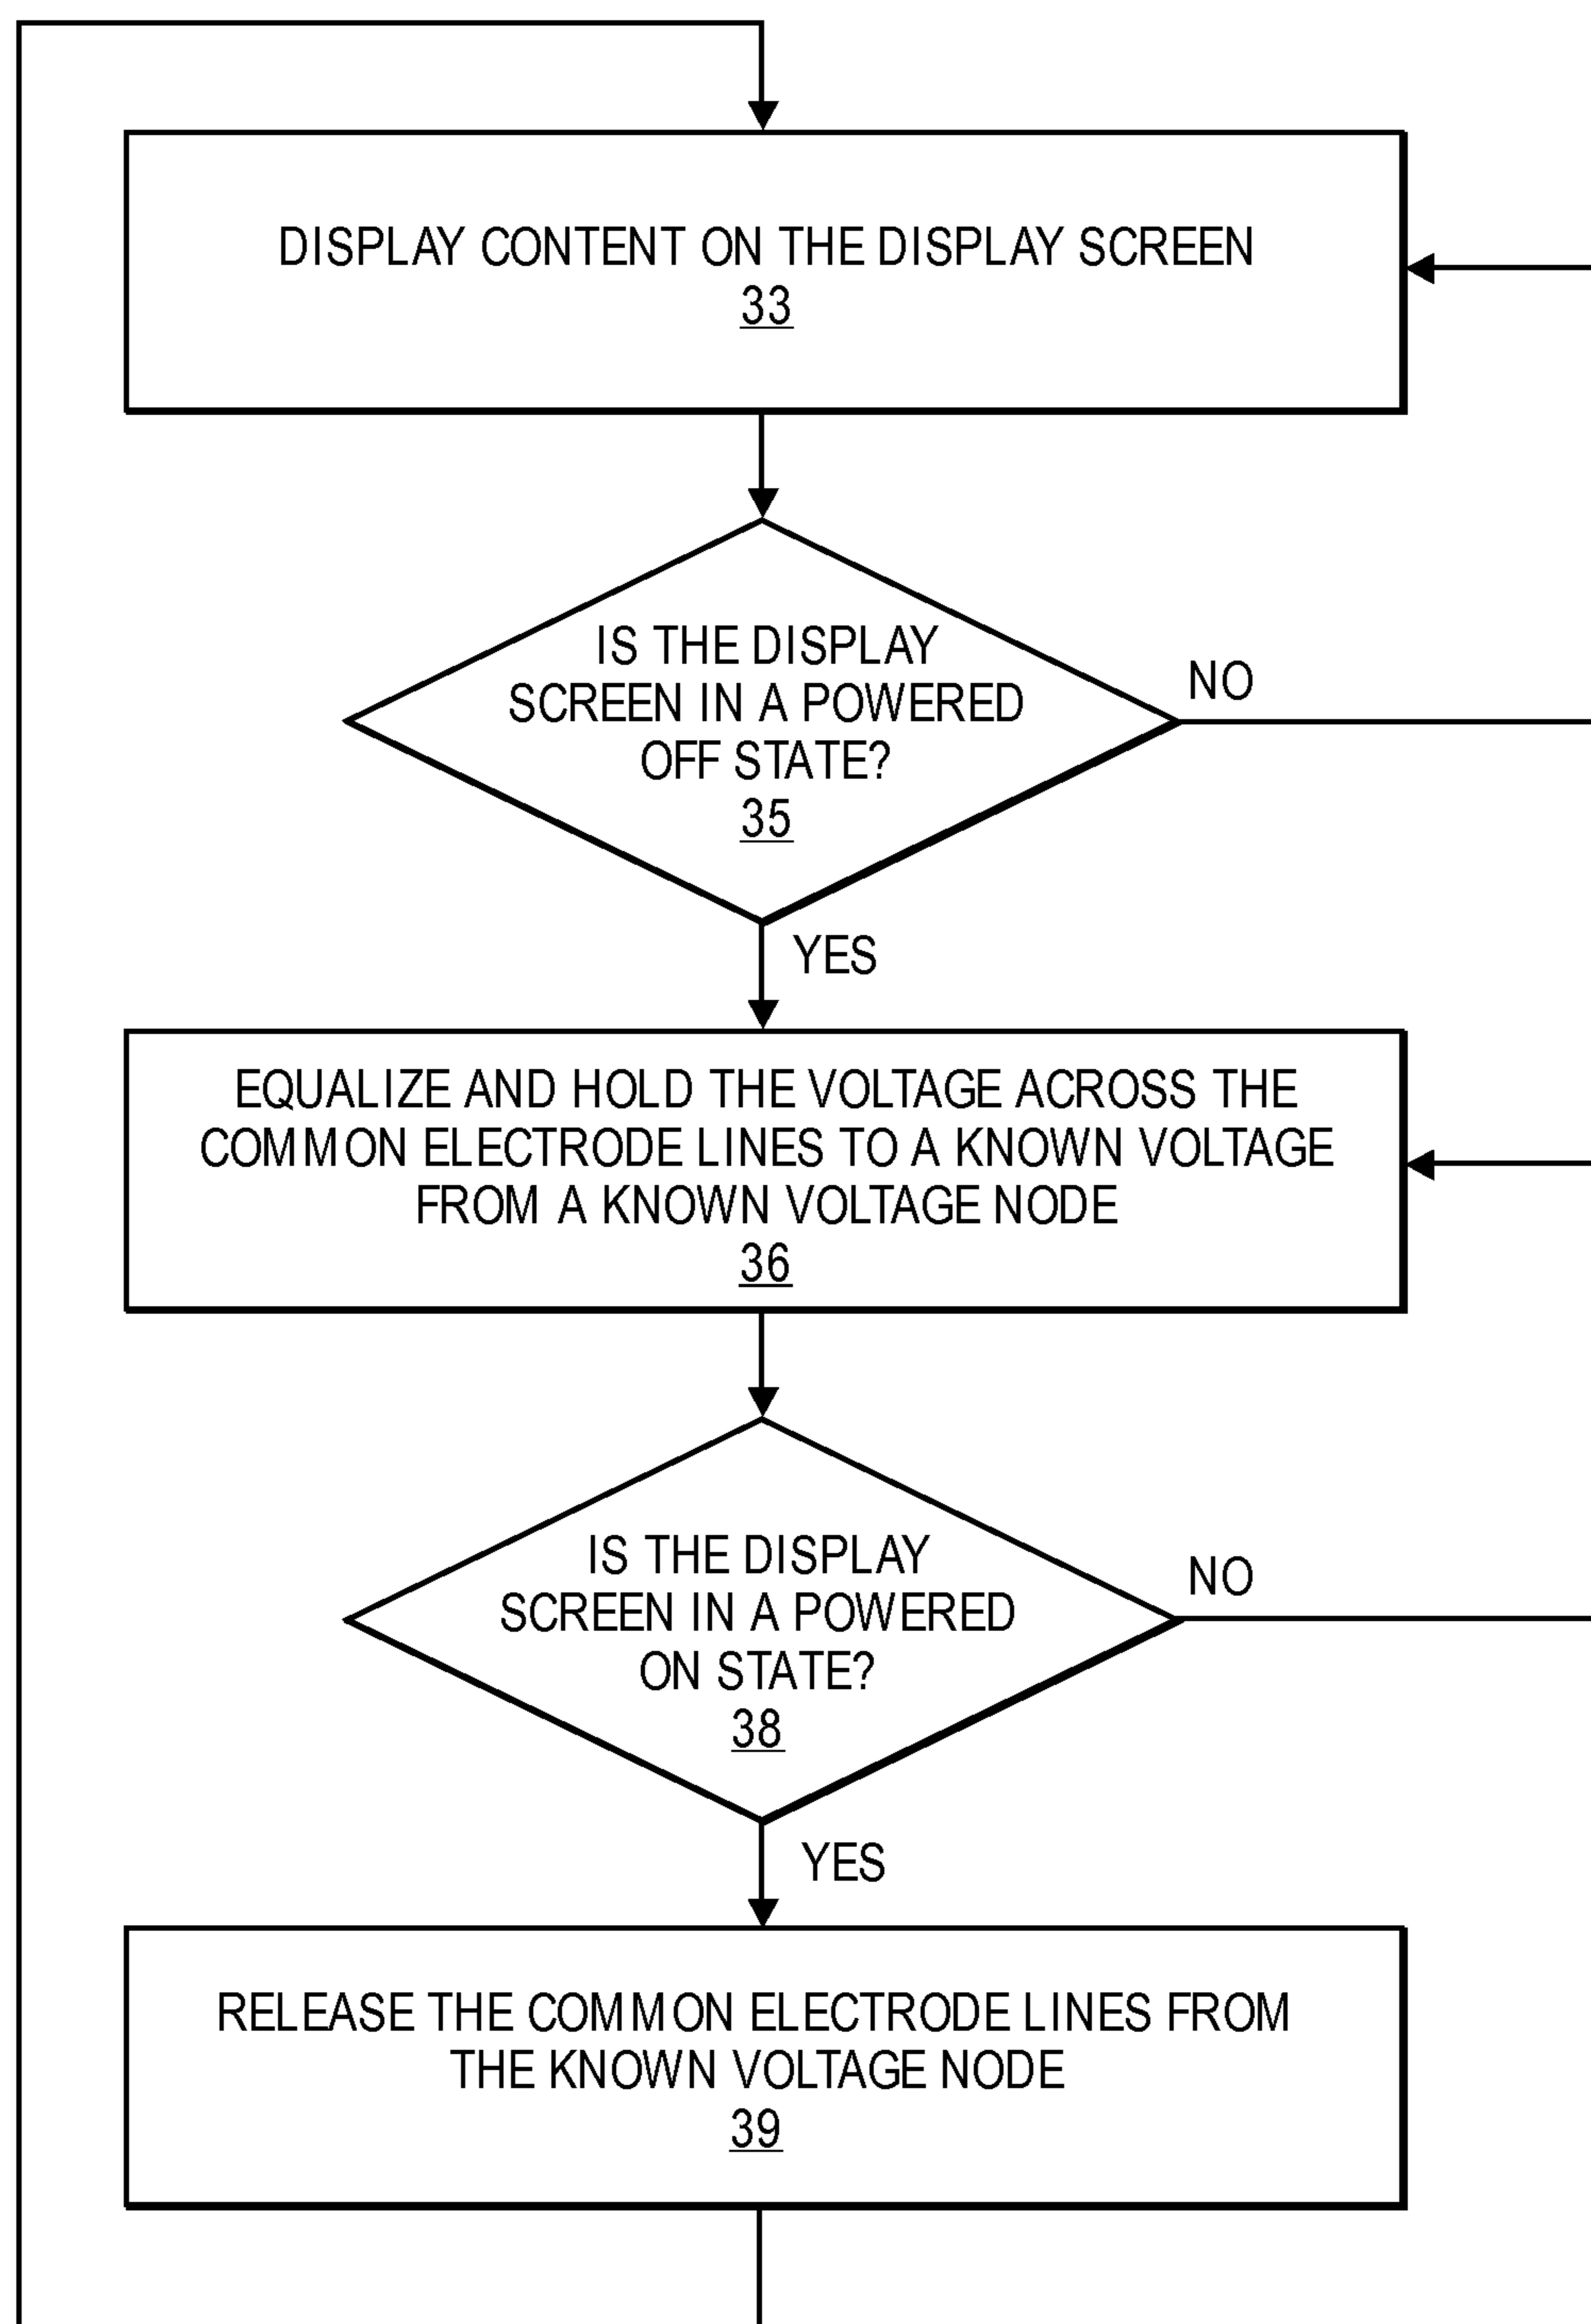 DISPLAY CONTENT ON THE DISPLAY SCREEN
33
IS THE DISPLAY
SCREEN IN A POWERED
OFF STATE?
35
NO
YES
EQUALIZE AND HOLD THE VOLTAGE ACROSS THE
COMMON ELECTRODE LINES TO A KNOWN VOLTAGE
FROM A KNOWN VOLTAGE NODE
36
IS THE DISPLAY
SCREEN IN A POWERED
ON STATE?
38
NO
YES
RELEASE THE COMMON ELECTRODE LINES FROM
THE KNOWN VOLTAGE NODE
39